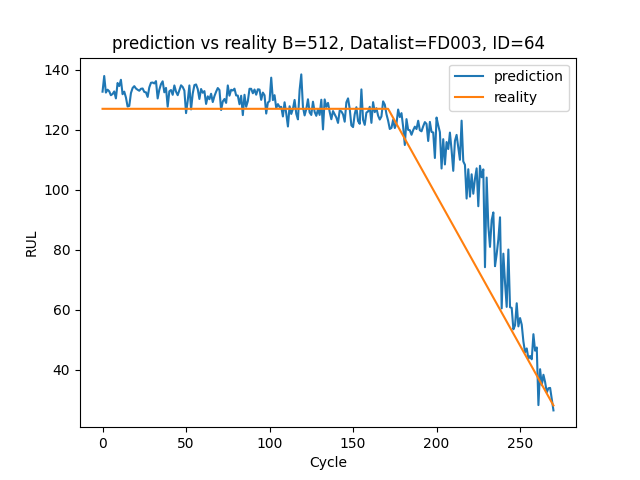 prediction vs reality B=512, Datalist=FD003, ID=64
prediction
reality
140
120
100
80
60
40
RUL
0 50 100 150 200 250
Cycle